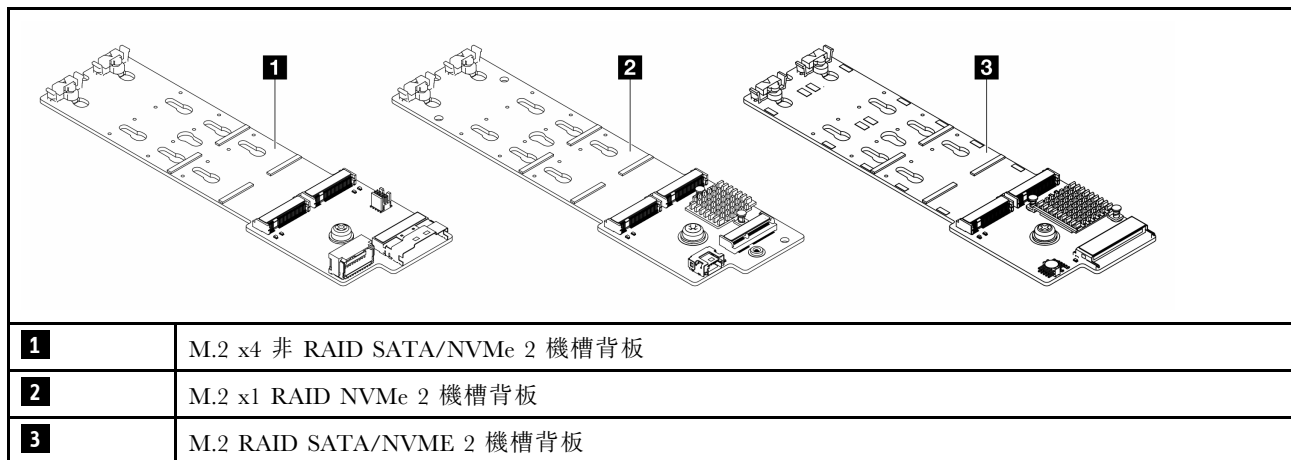 1 2 3
1 M.2 x4 非 RAID SATA/NVMe 2 機槽背板
2 M.2 x1 RAID NVMe 2 機槽背板
3 M.2 RAID SATA/NVME 2 機槽背板